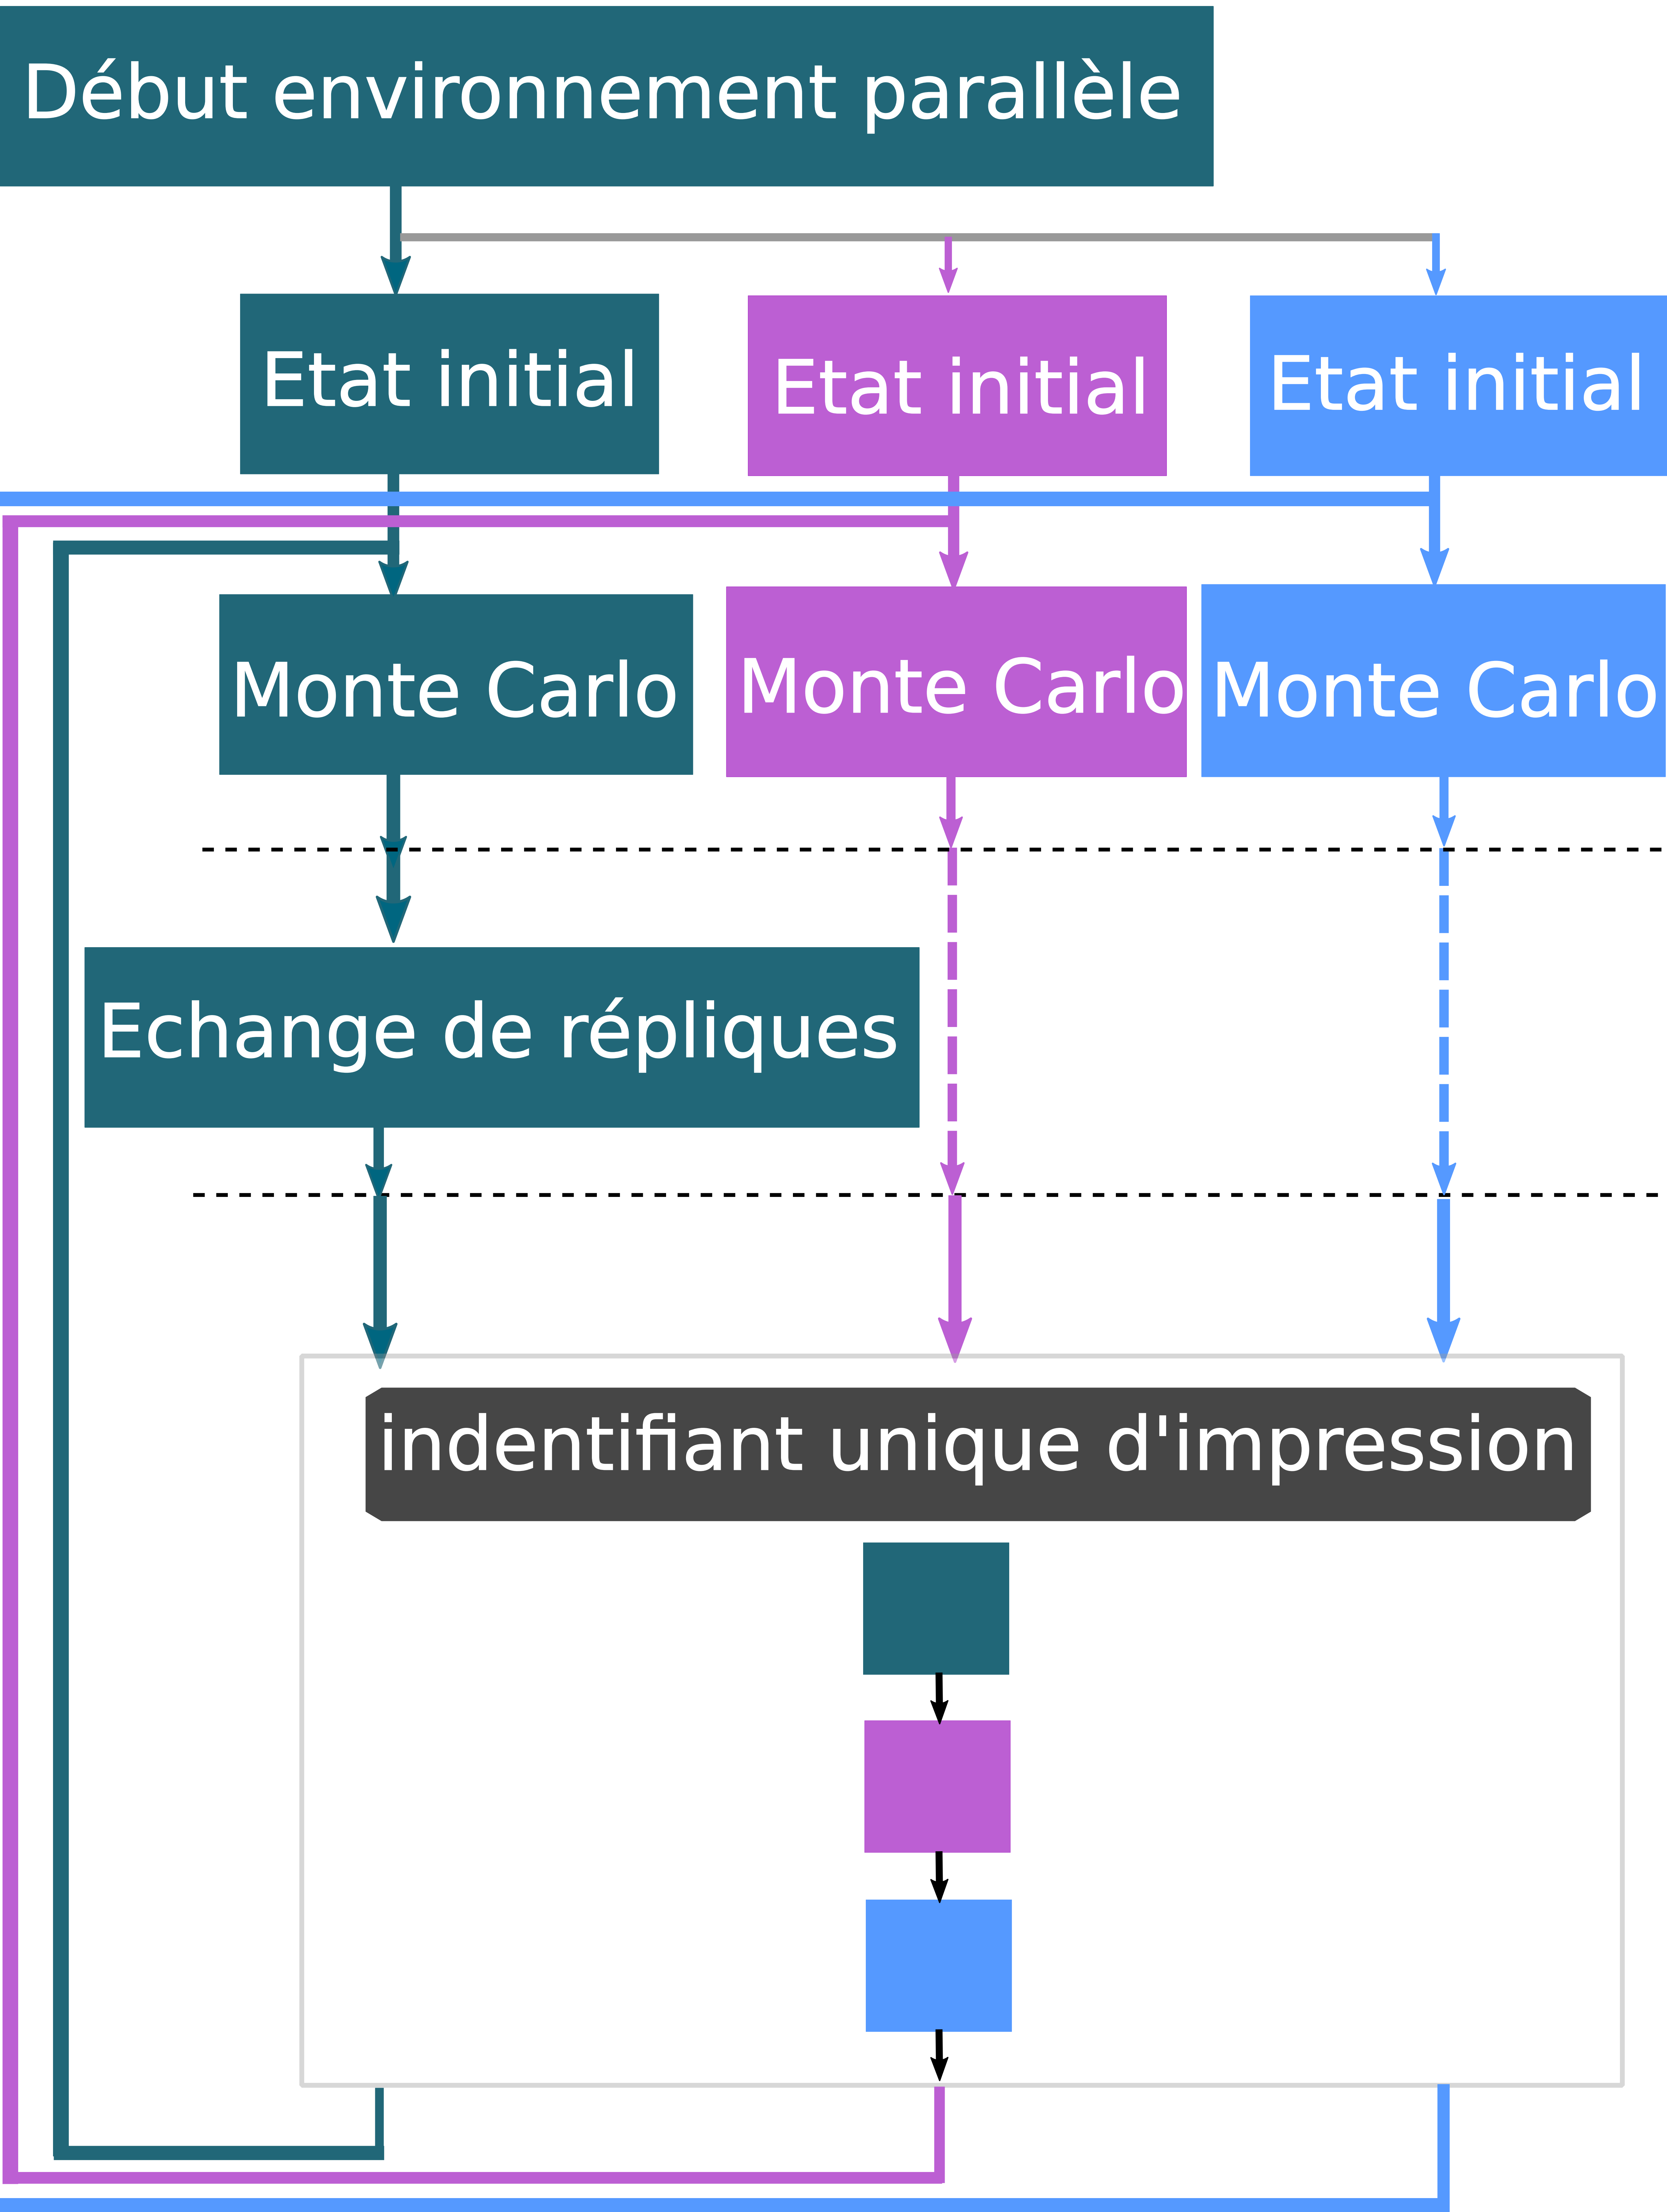 Début environnement parallèle
Etat initial
Etat initial
Etat initial
Monte Carlo
Monte Carlo
Monte Carlo
Echange de répliques
indentifiant unique d'impression